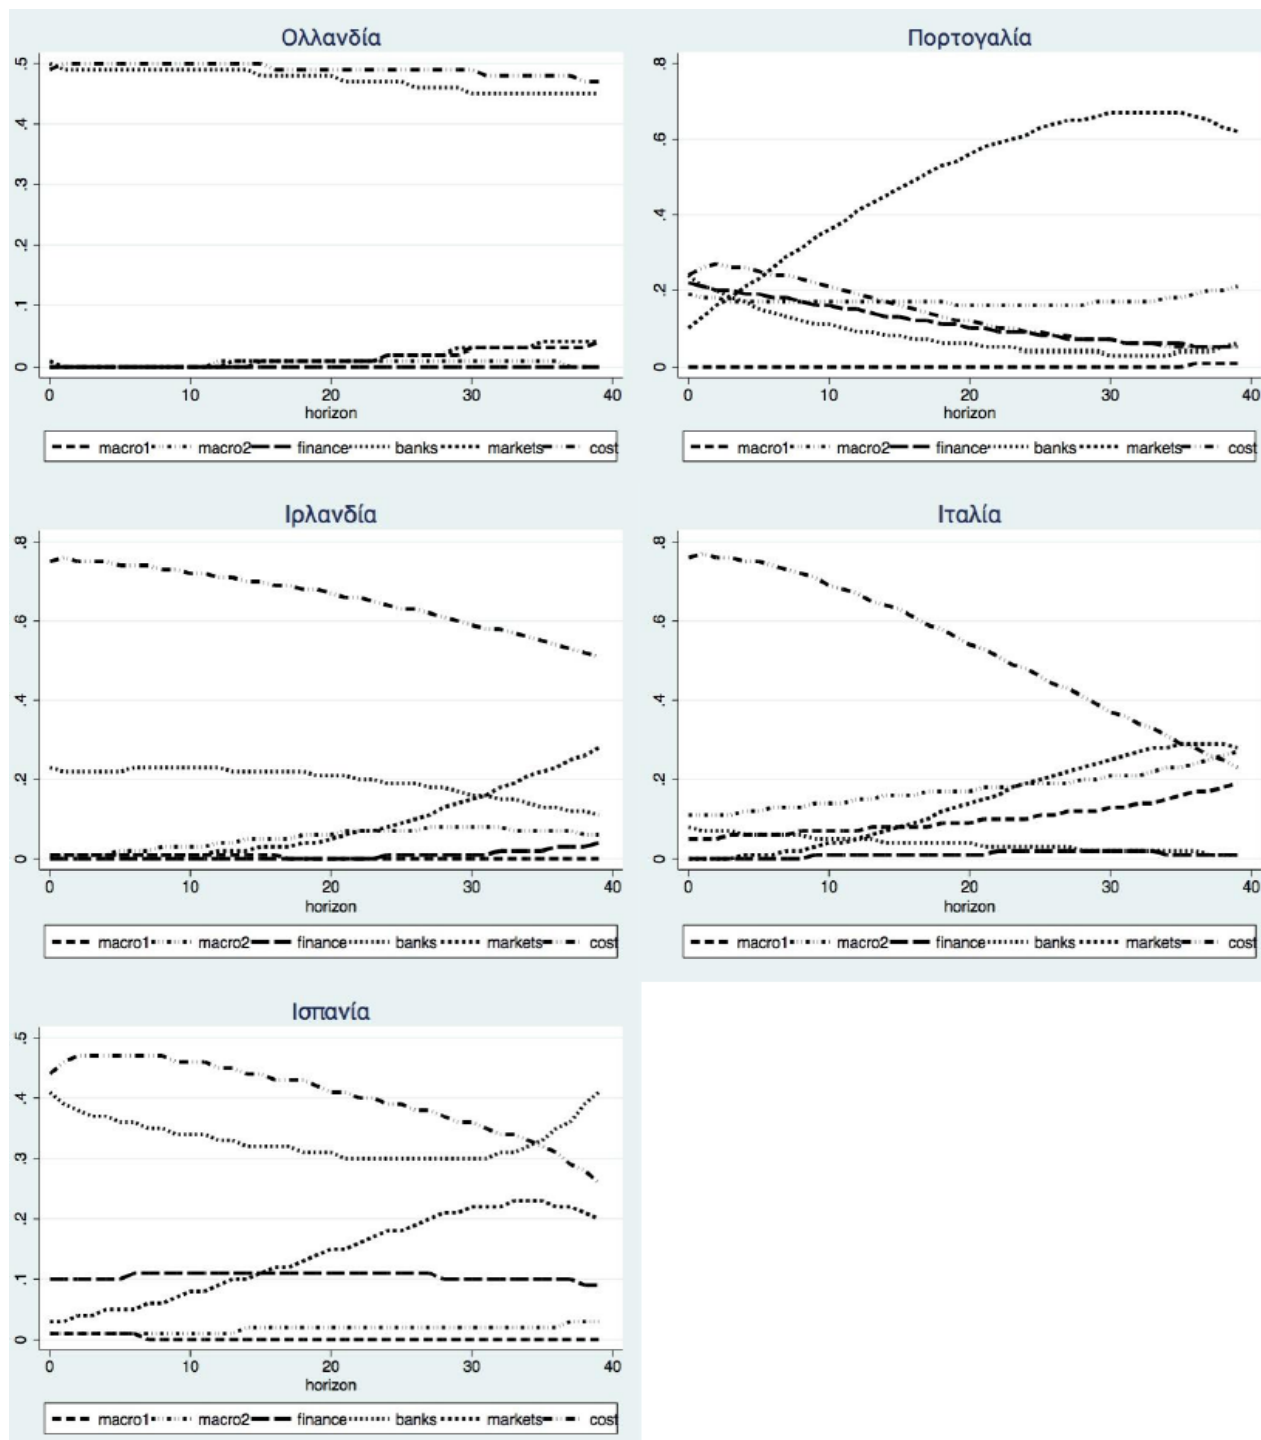 Ολλανδία
.5
.4
.3
.2
.1
0
0 10 20 30 40
horizon
macro1 macro2 finance banks markets cost
Πορτογαλία
.8
.6
.4
.2
0
0 10 20 30 40
horizon
macro1 macro2 finance banks markets cost
Ιρλανδία
.8
.6
.4
.2
0
0 10 20 30 40
horizon
macro1 macro2 finance banks markets cost
Ιταλία
.8
.6
.4
.2
0
0 10 20 30 40
horizon
macro1 macro2 finance banks markets cost
Ισπανία
.5
.4
.3
.2
.1
0
0 10 20 30 40
horizon
macro1 macro2 finance banks markets cost